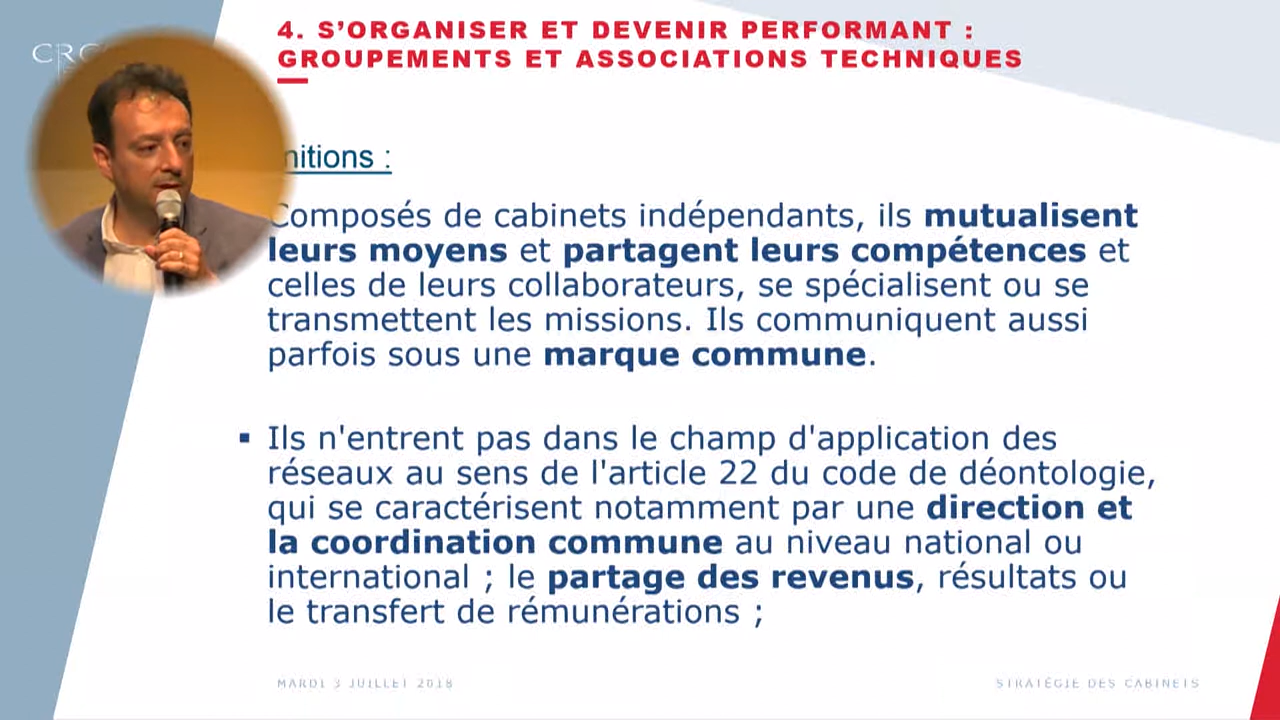 4. S'ORGANISER ET DEVENIR PERFORMANT :
GROUPEMENTS ET ASSOCIATIONS TECHNIQUES
nitions :
Composés de cabinets indépendants, ils mutualisent
leurs moyens et partagent leurs compétences et
celles de leurs collaborateurs, se spécialisent ou se
transmettent les missions. Ils communiquent aussi
parfois sous une marque commune.
▪ Ils n'entrent pas dans le champ d'application des
réseaux au sens de l'article 22 du code de déontologie,
qui se caractérisent notamment par une direction et
la coordination commune au niveau national ou
international ; le partage des revenus, résultats ou
le transfert de rémunérations ;
MARDI 3 JUILLET 2018
STRATÉGIE DES CABINETS